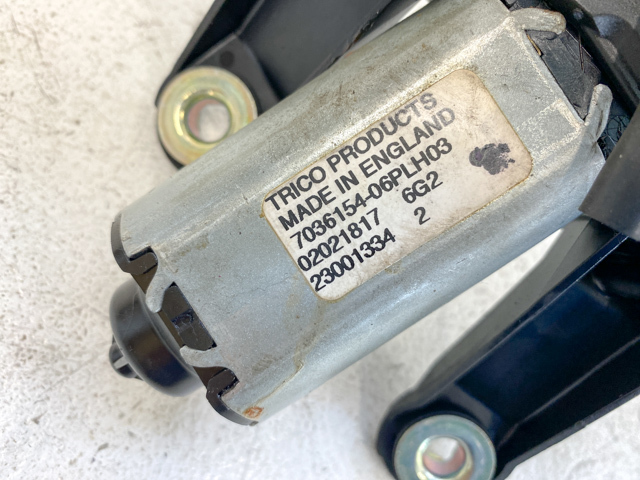 TRICO PRODUCTS
MADE IN ENGLAND
7036154-06PLH03
02021817 6G2
23001334 2